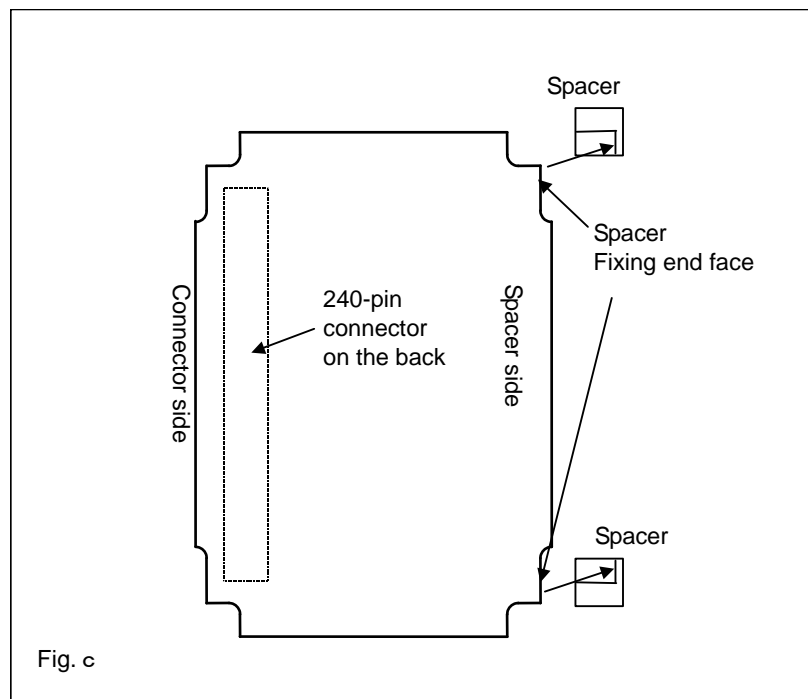 Spacer
Spacer
Fixing end face
Connector side
240-pin
connector
on the back
Spacer side
Spacer
Fig. c